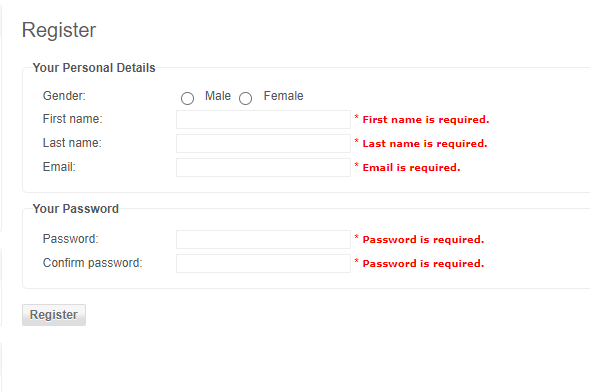 Register
Your Personal Details
Gender: Male Female
First name: * First name is required.
Last name: * Last name is required.
Email: * Email is required.
Your Password
Password: * Password is required.
Confirm password: * Password is required.
Register